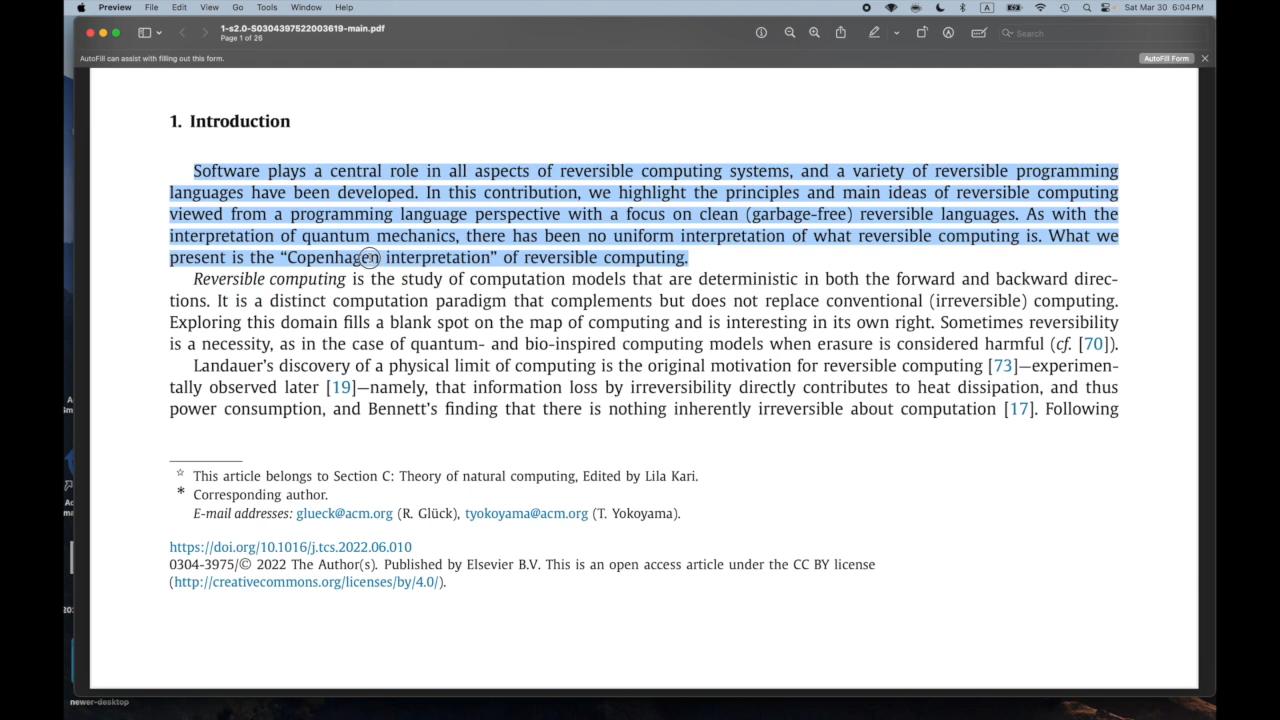 Preview File Edit View Go Tools Window Help
A
Sat Mar 30 6:04 PM
1-s2.0-S0304397522003619-main.pdf
Page 1 of 26
Search
AutoFill can assist with filling out this form.
AutoFill Form
1. Introduction
Software plays a central role in all aspects of reversible computing systems, and a variety of reversible programming
languages have been developed. In this contribution, we highlight the principles and main ideas of reversible computing
viewed from a programming language perspective with a focus on clean (garbage-free) reversible languages. As with the
interpretation of quantum mechanics, there has been no uniform interpretation of what reversible computing is. What we
present is the “Copenhagen interpretation” of reversible computing.
Reversible computing is the study of computation models that are deterministic in both the forward and backward direc-
tions. It is a distinct computation paradigm that complements but does not replace conventional (irreversible) computing.
Exploring this domain fills a blank spot on the map of computing and is interesting in its own right. Sometimes reversibility
is a necessity, as in the case of quantum- and bio-inspired computing models when erasure is considered harmful (cf. [70]).
Landauer’s discovery of a physical limit of computing is the original motivation for reversible computing [73]—experimen-
tally observed later [19]—namely, that information loss by irreversibility directly contributes to heat dissipation, and thus
power consumption, and Bennett’s finding that there is nothing inherently irreversible about computation [17]. Following
☆ This article belongs to Section C: Theory of natural computing, Edited by Lila Kari.
* Corresponding author.
E-mail addresses: glueck@acm.org (R. Glück), tyokoyama@acm.org (T. Yokoyama).
https://doi.org/10.1016/j.tcs.2022.06.010
0304-3975/© 2022 The Author(s). Published by Elsevier B.V. This is an open access article under the CC BY license
(http://creativecommons.org/licenses/by/4.0/).
newer-desktop